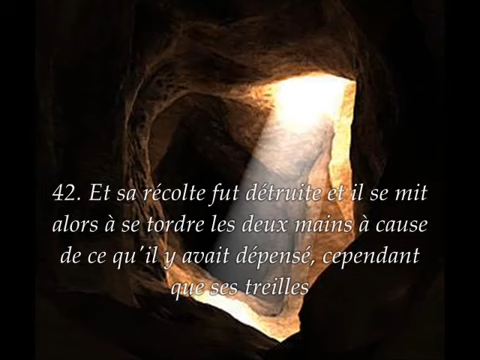 42. Et sa récolte fut détruite et il se mit
alors à se tordre les deux mains à cause
de ce qu'il y avait dépensé, cependant
que ses treilles